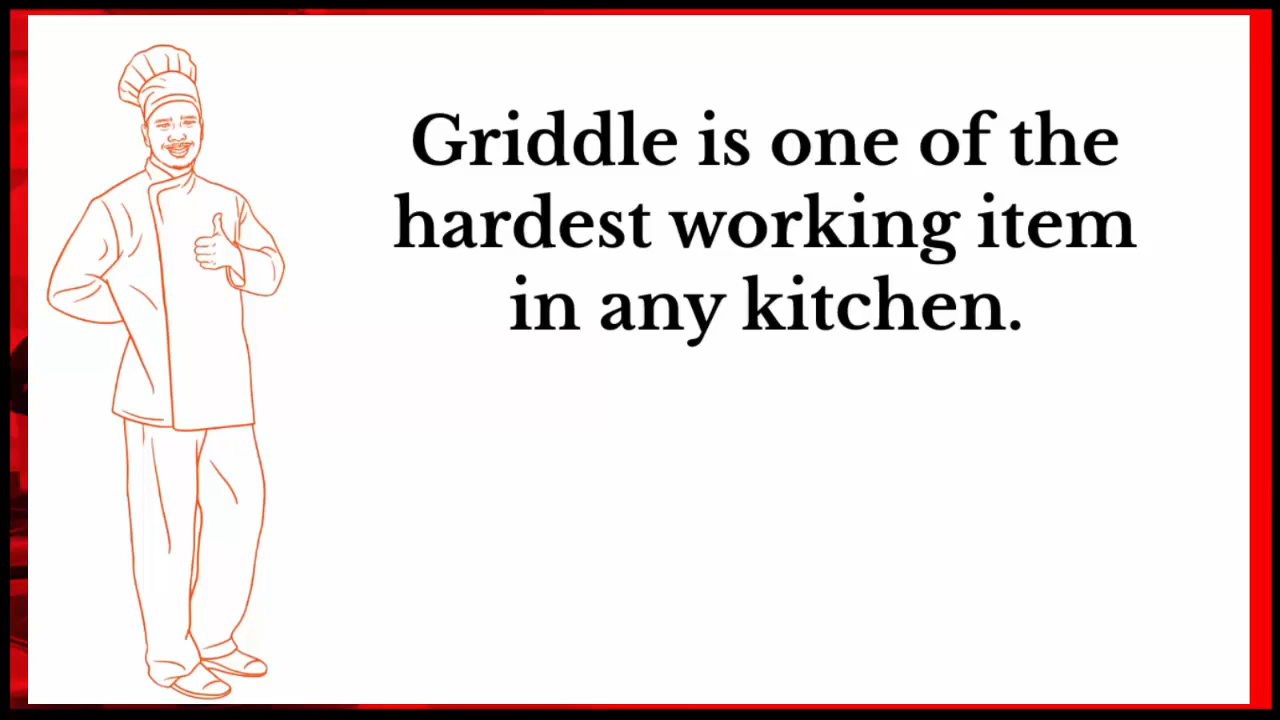 Griddle is one of the
hardest working item
in any kitchen.